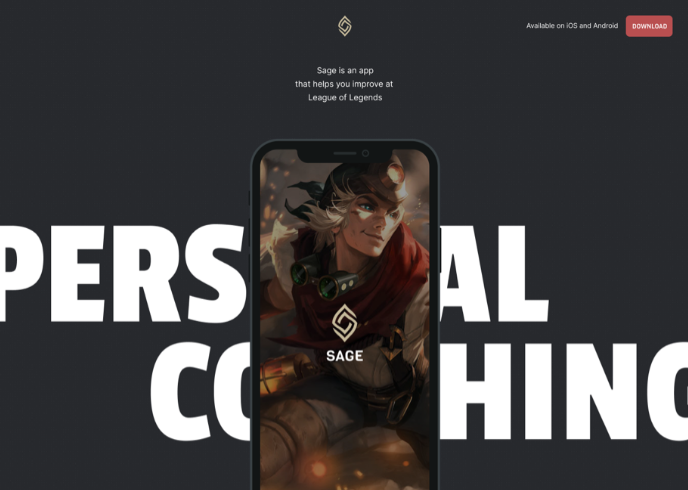 Available on iOS and Android
DOWNLOAD
Sage is an app
that helps you improve at
League of Legends
PERS AL
CO HING
SAGE